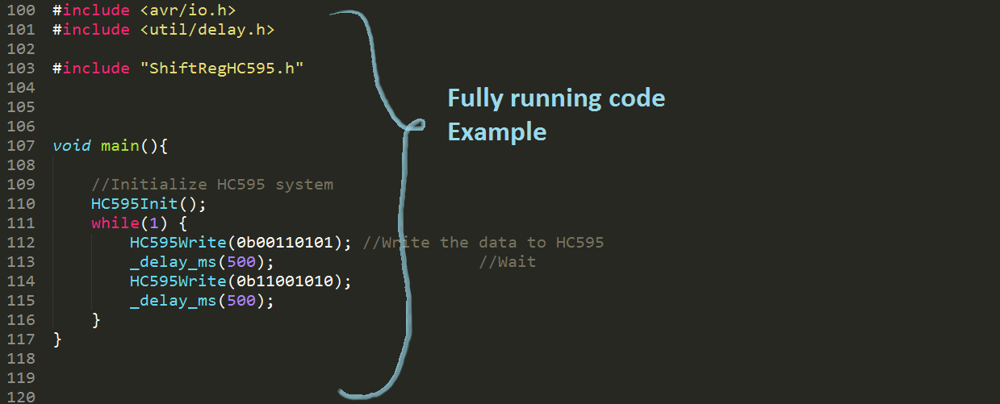 100 #include <avr/io.h>
101 #include <util/delay.h>
102
103 #include "ShiftRegHC595.h"
104
105
106
107 void main(){
108
109     //Initialize HC595 system
110     HC595Init();
111     while(1) {
112         HC595Write(0b00110101); //Write the data to HC595
113         _delay_ms(500);                     //Wait
114         HC595Write(0b11001010);
115         _delay_ms(500);
116     }
117 }
118
119
120
Fully running code
Example